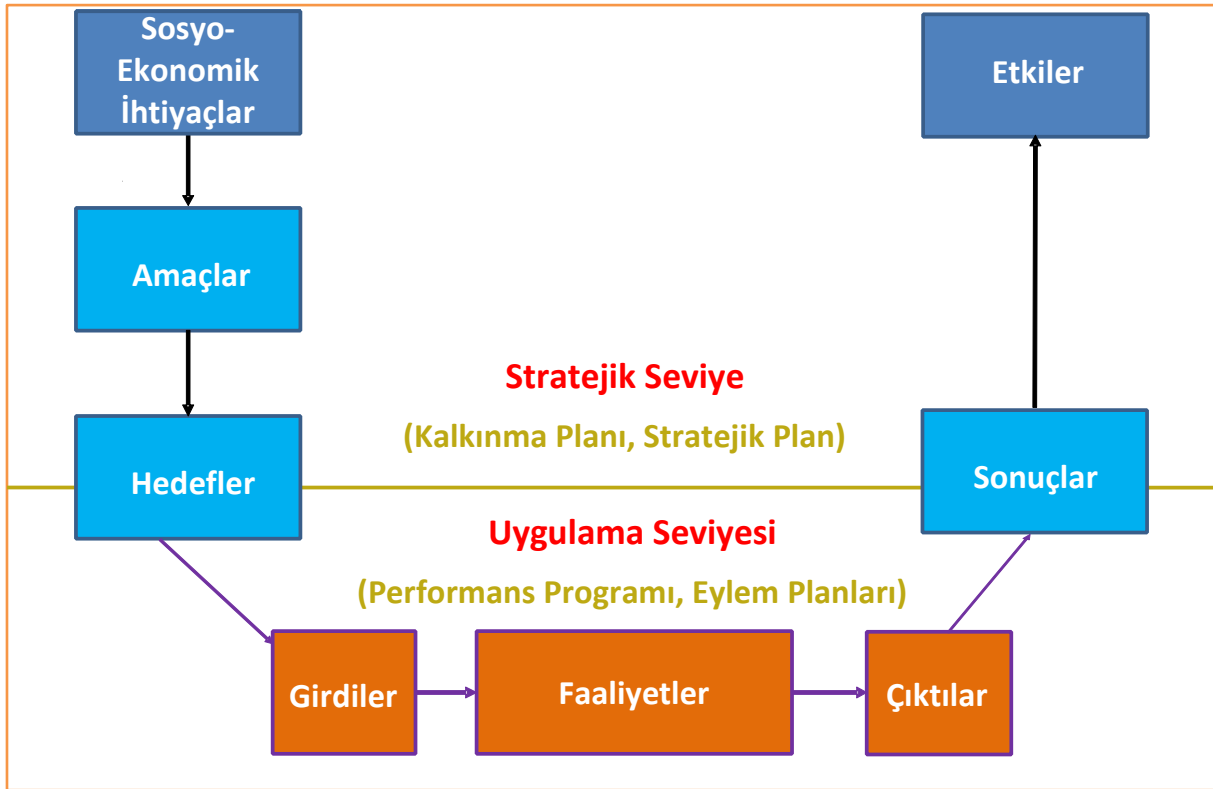 Sosyo-
Ekonomik
İhtiyaçlar
Etkiler
Amaçlar
Stratejik Seviye
(Kalkınma Planı, Stratejik Plan)
Hedefler
Sonuçlar
Uygulama Seviyesi
(Performans Programı, Eylem Planları)
Girdiler
Faaliyetler
Çıktılar